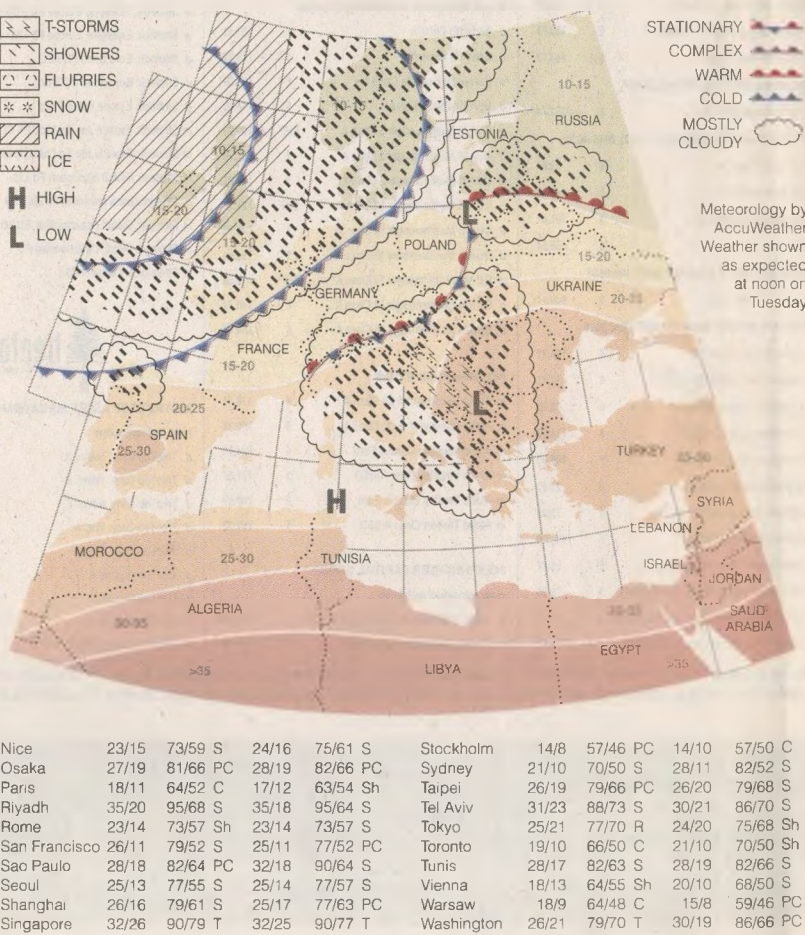 T-STORMS
SHOWERS
FLURRIES
SNOW
RAIN
ICE
H HIGH
L LOW
STATIONARY
COMPLEX
WARM
COLD
MOSTLY
CLOUDY
Meteorology by
AccuWeather
Weather shown
as expected
at noon on
Tuesday
10-15
RUSSIA
ESTONIA
10-15
10-15
15-20
15-20
L
POLAND
15-20
GERMANY
UKRAINE
20-25
FRANCE
15-20
20-25
L
SPAIN
25-30
TURKEY
H
SYRIA
LEBANON
MOROCCO
25-30
TUNISIA
ISRAEL
JORDAN
ALGERIA
30-35
SAUDI
ARABIA
EGYPT
>35
LIBYA
>35
Nice 23/15 73/59 S 24/16 75/61 S
Osaka 27/19 81/66 PC 28/19 82/66 PC
Paris 18/11 64/52 C 17/12 63/54 Sh
Riyadh 35/20 95/68 S 35/18 95/64 S
Rome 23/14 73/57 Sh 23/14 73/57 S
San Francisco 26/11 79/52 S 25/11 77/52 PC
Sao Paulo 28/18 82/64 PC 32/18 90/64 S
Seoul 25/13 77/55 S 25/14 77/57 S
Shanghai 26/16 79/61 S 25/17 77/63 PC
Singapore 32/26 90/79 T 32/25 90/77 T
Stockholm 14/8 57/46 PC 14/10 57/50 C
Sydney 21/10 70/50 S 28/11 82/52 S
Taipei 26/19 79/66 PC 26/20 79/68 S
Tel Aviv 31/23 88/73 S 30/21 86/70 S
Tokyo 25/21 77/70 R 24/20 75/68 Sh
Toronto 19/10 66/50 C 21/10 70/50 Sh
Tunis 28/17 82/63 S 28/19 82/66 S
Vienna 18/13 64/55 Sh 20/10 68/50 S
Warsaw 18/9 64/48 C 15/8 59/46 PC
Washington 26/21 79/70 T 30/19 86/66 PC